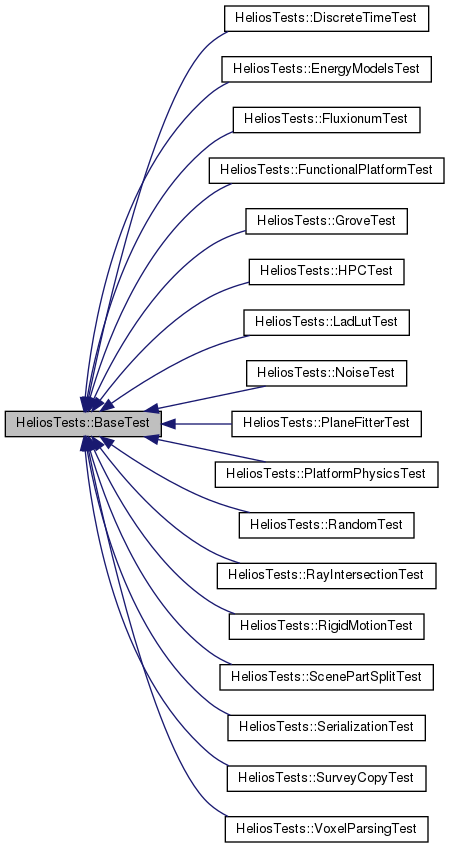 HeliosTests::DiscreteTimeTest
HeliosTests::EnergyModelsTest
HeliosTests::FluxionumTest
HeliosTests::FunctionalPlatformTest
HeliosTests::GroveTest
HeliosTests::HPCTest
HeliosTests::LadLutTest
HeliosTests::NoiseTest
HeliosTests::BaseTest
HeliosTests::PlaneFitterTest
HeliosTests::PlatformPhysicsTest
HeliosTests::RandomTest
HeliosTests::RayIntersectionTest
HeliosTests::RigidMotionTest
HeliosTests::ScenePartSplitTest
HeliosTests::SerializationTest
HeliosTests::SurveyCopyTest
HeliosTests::VoxelParsingTest